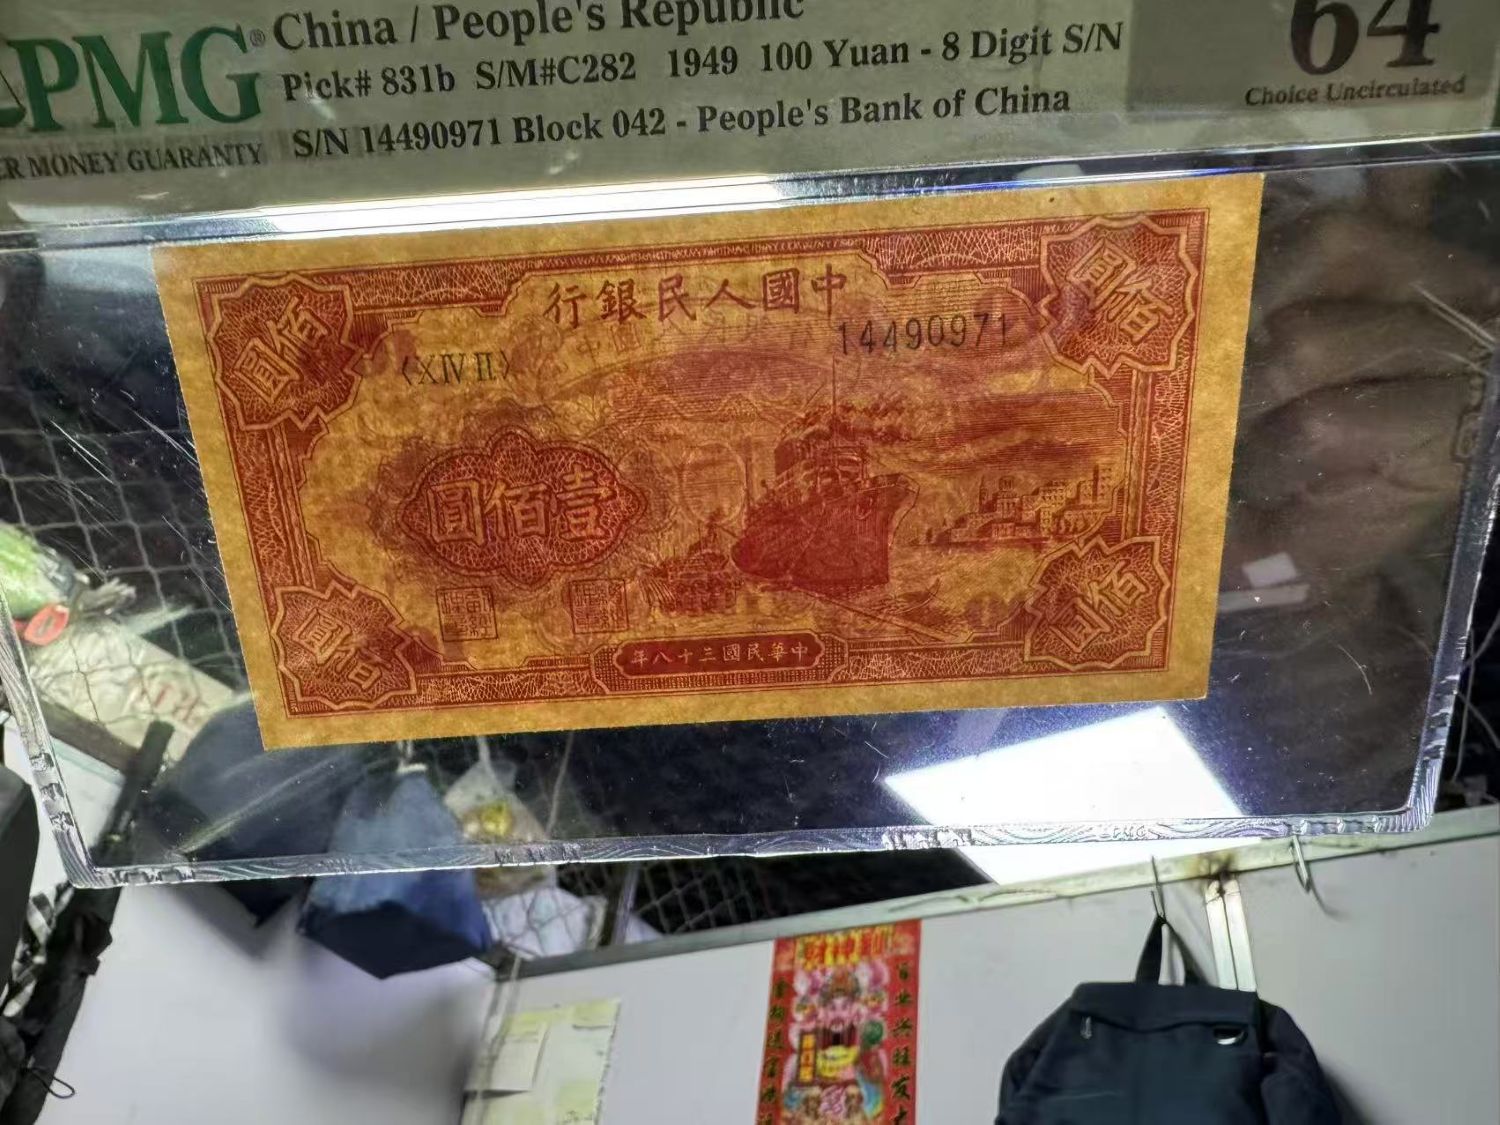 PMG® China / People's Republic
Pick# 831b S/M#C282 1949 100 Yuan - 8 Digit S/N
S/N 14490971 Block 042 - People's Bank of China
MONEY GUARANTY
64
Choice Uncirculated
行銀民人國中
14490971
〈XIV II〉
圓佰
圓佰
圓佰壹
圓佰
圓佰
年八十三國民華中